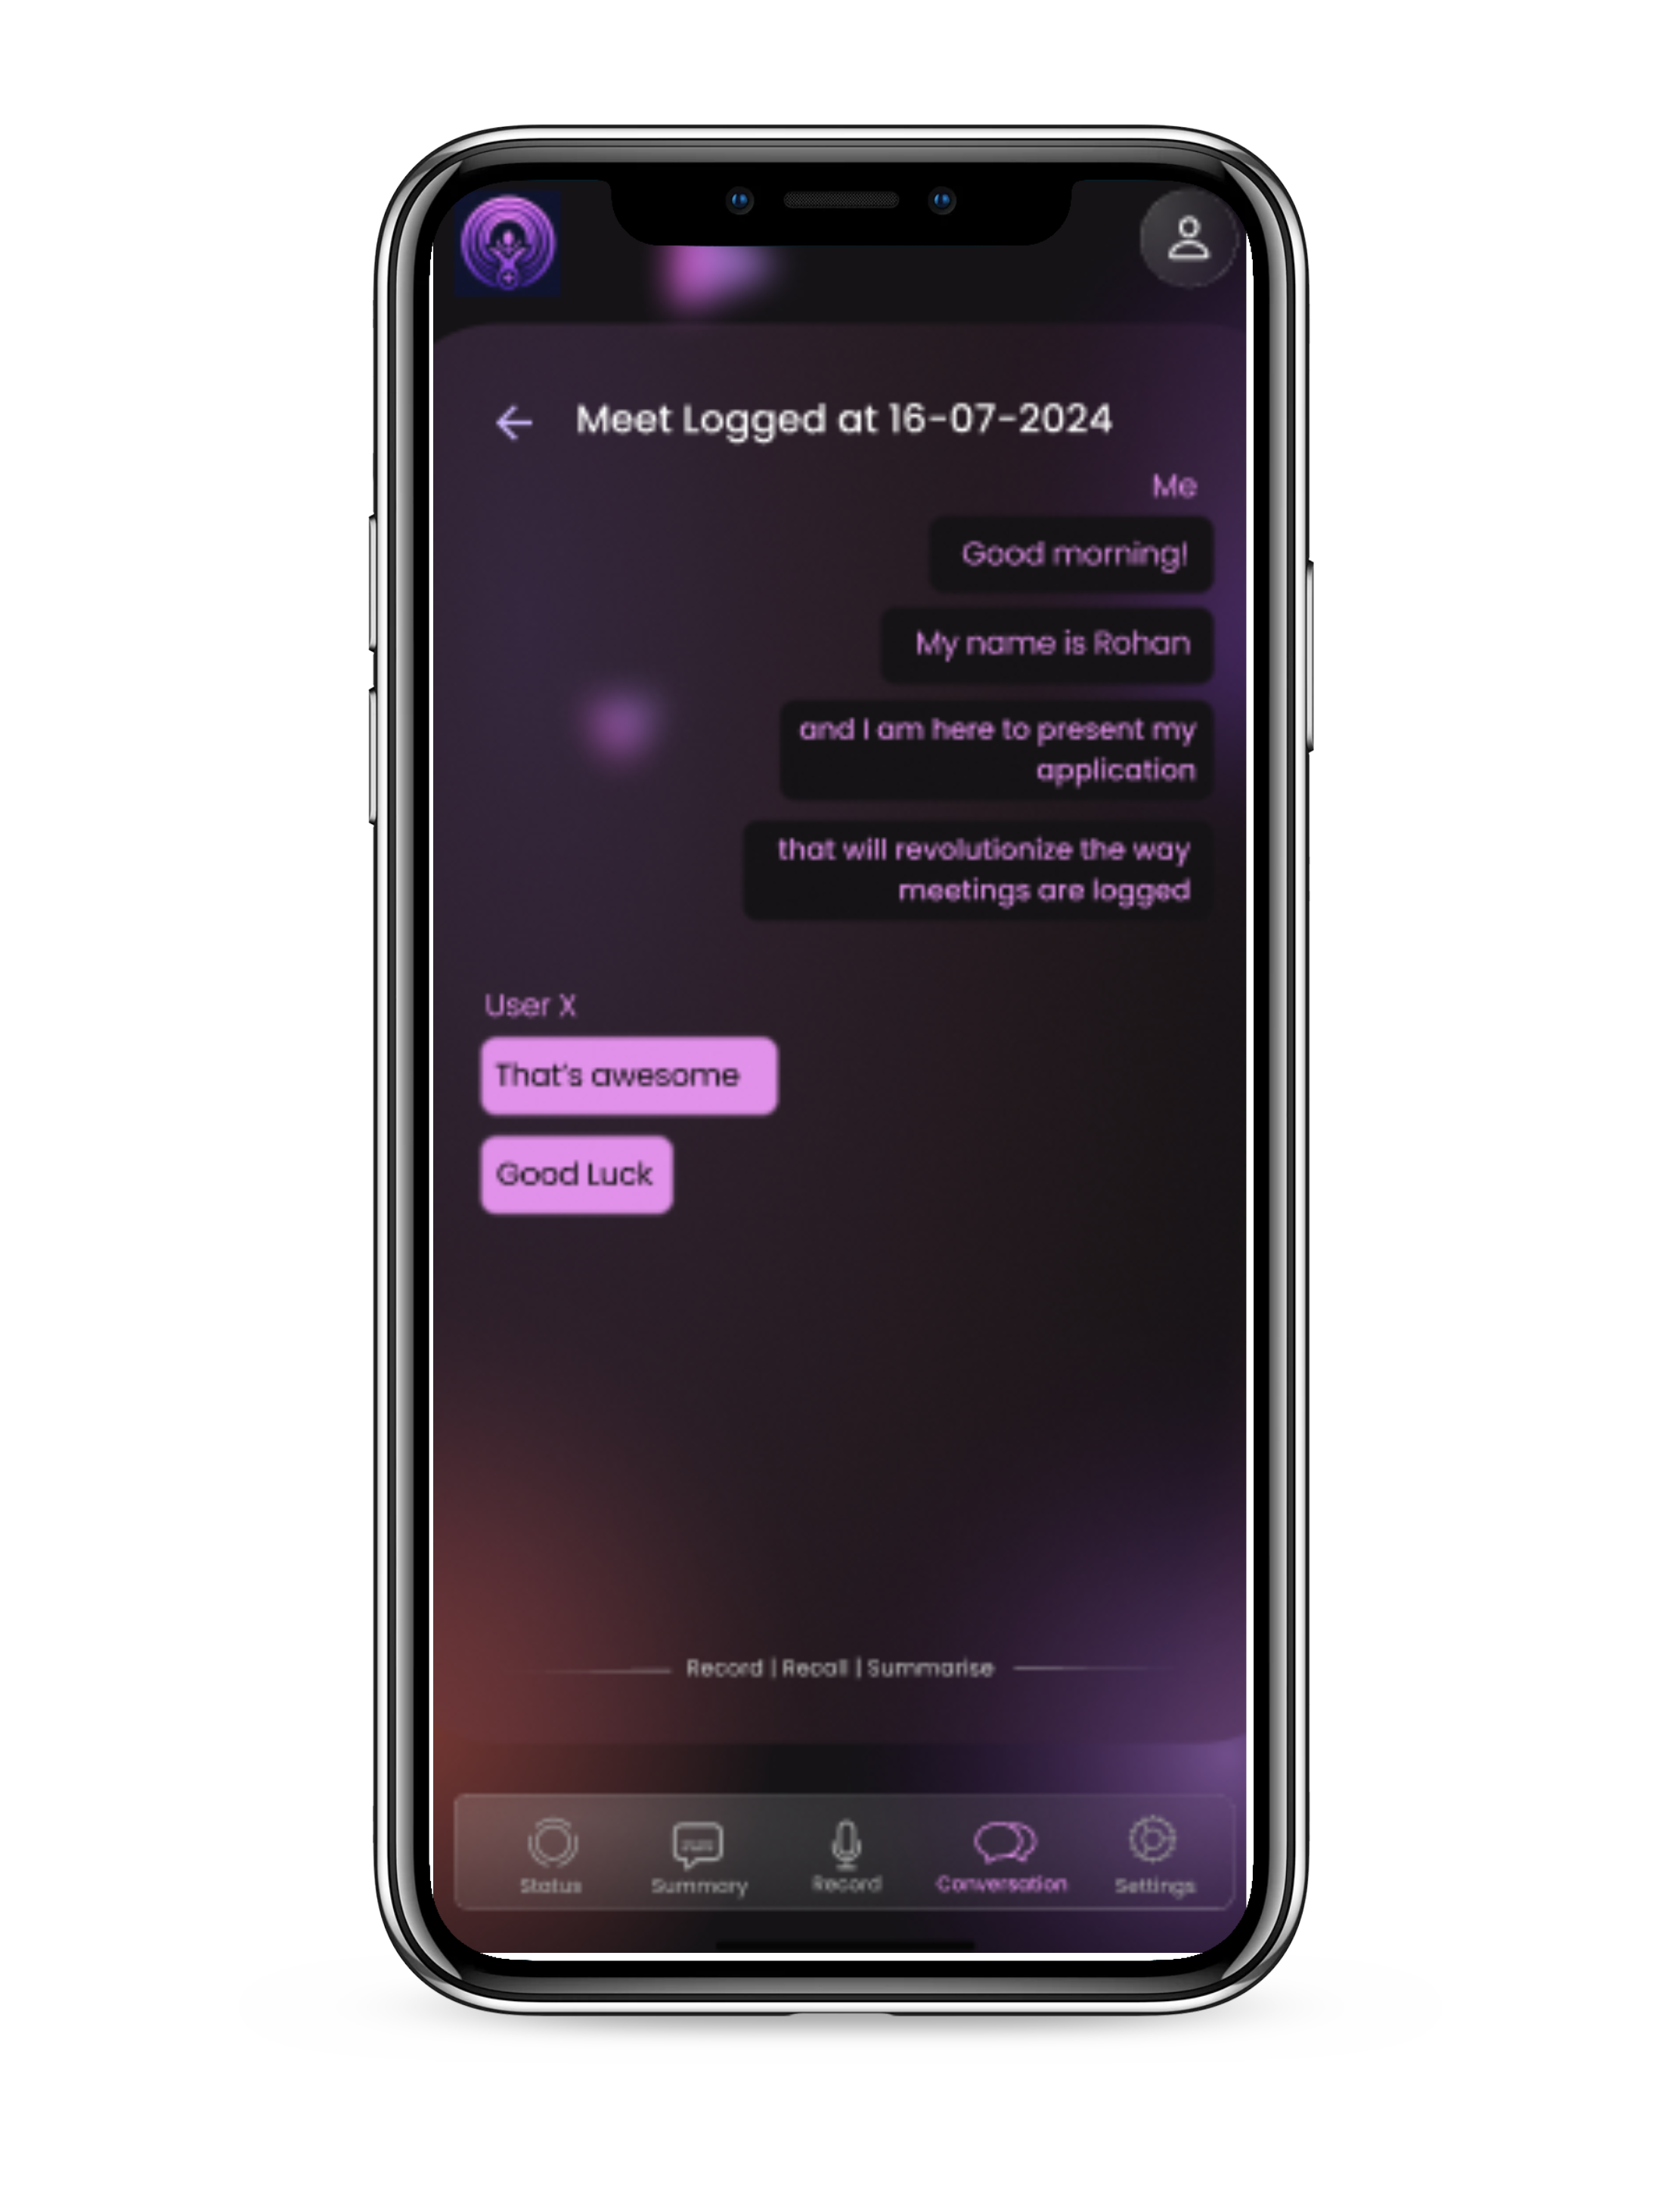 Meet Logged at 16-07-2024
Me
Good morning!
My name is Rohan
and I am here to present my
application
that will revolutionize the way
meetings are logged
User X
That's awesome
Good Luck
Record | Recall | Summarise
Status
Summary
Record
Conversation
Settings